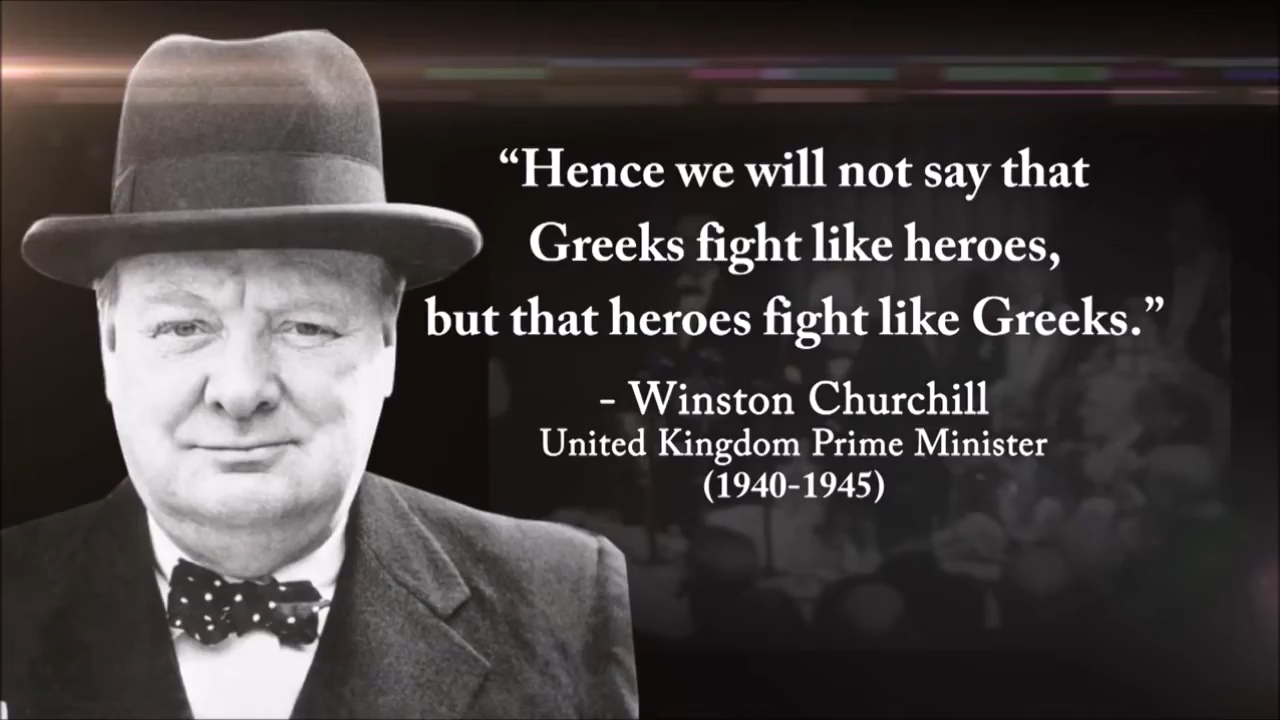 “Hence we will not say that
Greeks fight like heroes,
but that heroes fight like Greeks.”
- Winston Churchill
United Kingdom Prime Minister
(1940-1945)